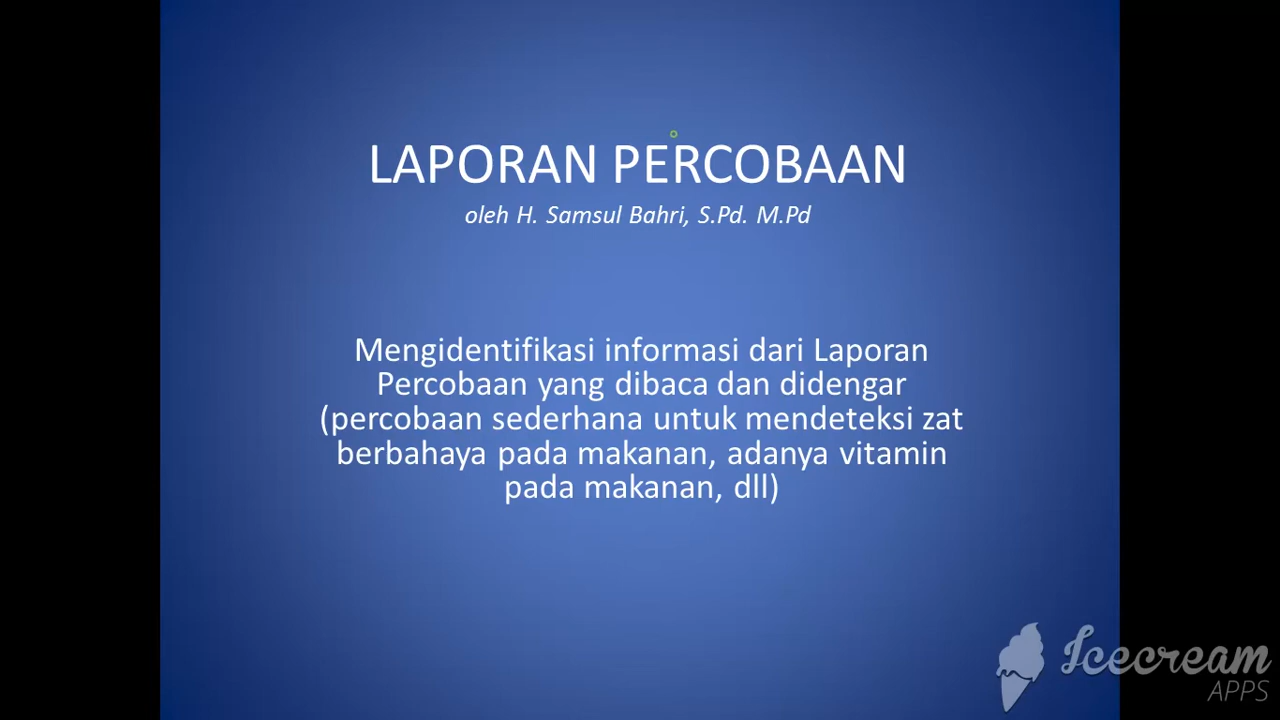 LAPORAN PERCOBAAN
oleh H. Samsul Bahri, S.Pd. M.Pd
Mengidentifikasi informasi dari Laporan
Percobaan yang dibaca dan didengar
(percobaan sederhana untuk mendeteksi zat
berbahaya pada makanan, adanya vitamin
pada makanan, dll)
Icecream
APPS